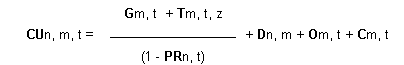 Gm, t + Tm, t, z
CUn, m, t = + Dn, m + Om, t + Cm, t
(1 - PRn, t)